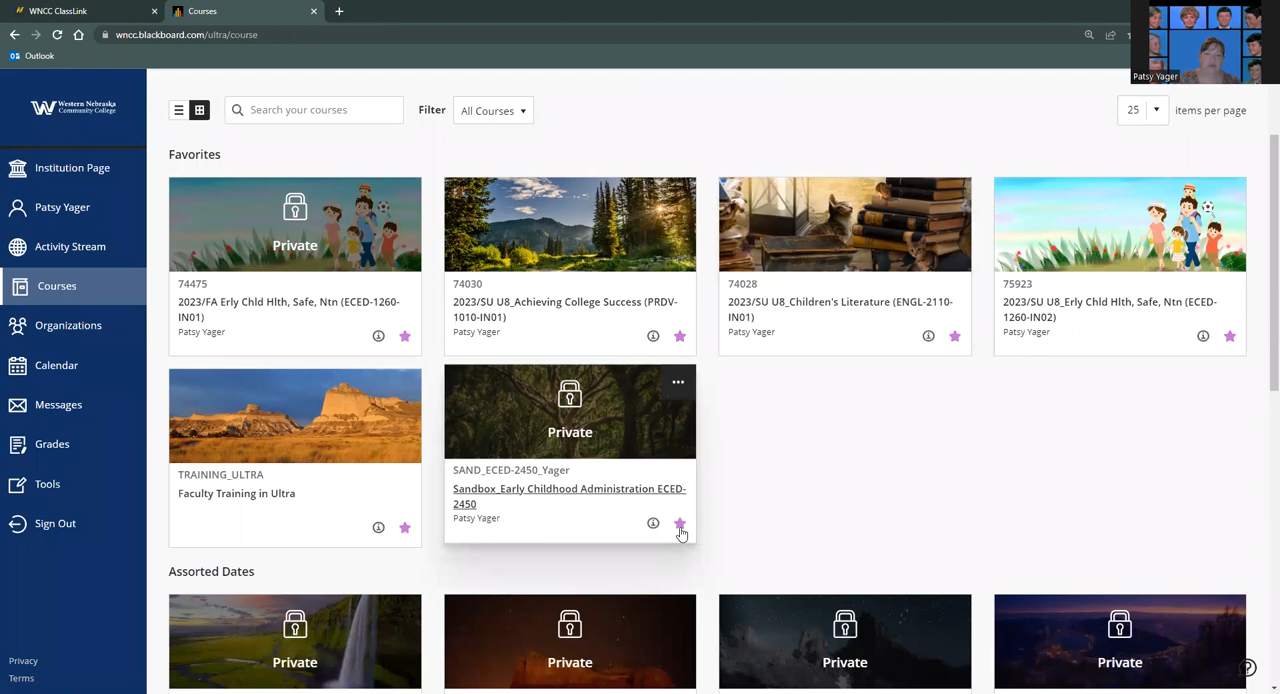 WNCC ClassLink
Courses
wncc.blackboard.com/ultra/course
Outlook
Patsy Yager
Western Nebraska
Community College
Institution Page
Patsy Yager
Activity Stream
Courses
Organizations
Calendar
Messages
Grades
Tools
Sign Out
Privacy
Terms
Search your courses
Filter
All Courses
25
items per page
Favorites
Private
74475
2023/FA Erly Chld Hlth, Safe, Ntn (ECED-1260-
IN01)
Patsy Yager
74030
2023/SU U8_Achieving College Success (PRDV-
1010-IN01)
Patsy Yager
74028
2023/SU U8_Children's Literature (ENGL-2110-
IN01)
Patsy Yager
75923
2023/SU U8_Erly Chld Hlth, Safe, Ntn (ECED-
1260-IN02)
Patsy Yager
TRAINING_ULTRA
Faculty Training in Ultra
Private
SAND_ECED-2450_Yager
Sandbox_Early Childhood Administration ECED-
2450
Patsy Yager
Assorted Dates
Private
Private
Private
Private